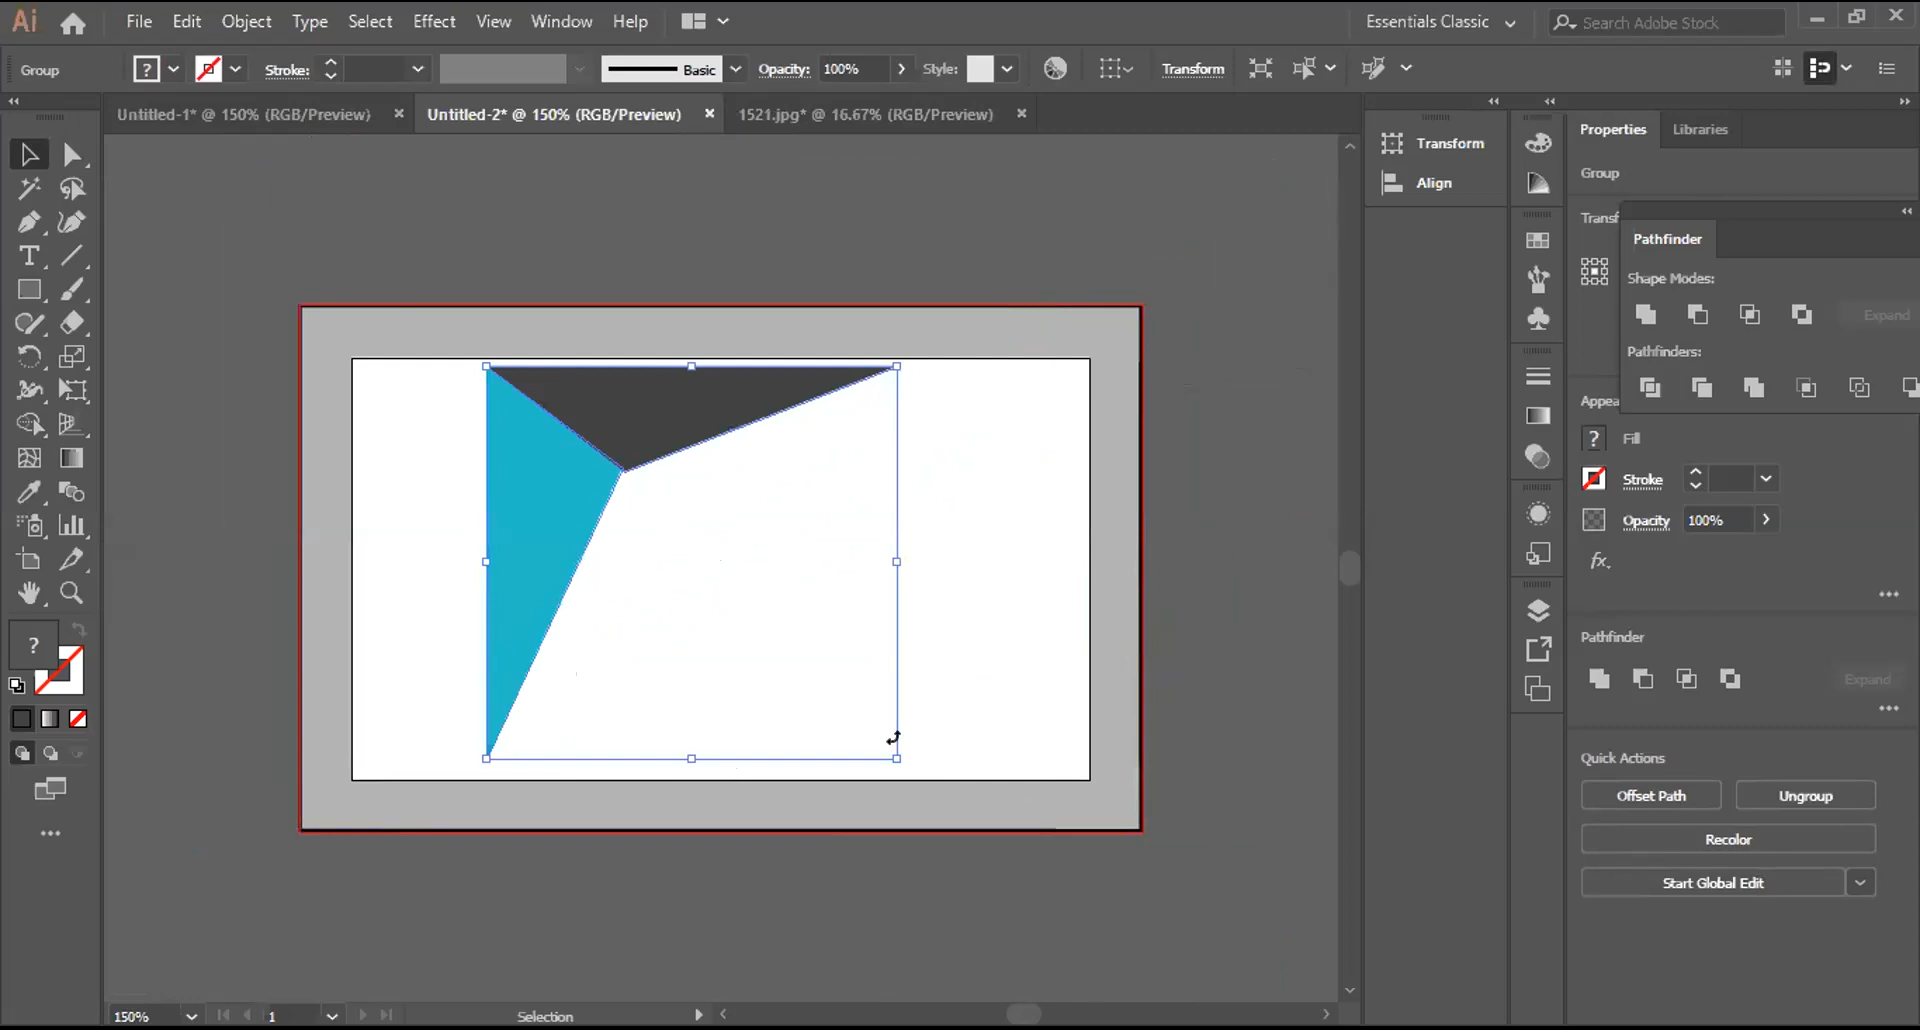 Ai File Edit Object Type Select Effect View Window Help Essentials Classic Search Adobe Stock
Group ? Stroke: Basic Opacity: 100% Style: Transform
Untitled-1* @ 150% (RGB/Preview) × Untitled-2* @ 150% (RGB/Preview) × 1521.jpg* @ 16.67% (RGB/Preview) ×
Transform
Align
Properties Libraries
Group
Transf
Pathfinder
Shape Modes:
Expand
Pathfinders:
Appea
? Fill
Stroke
Opacity 100%
fx.
Pathfinder
Expand
Quick Actions
Offset Path Ungroup
Recolor
Start Global Edit
T
?
150% 1 Selection